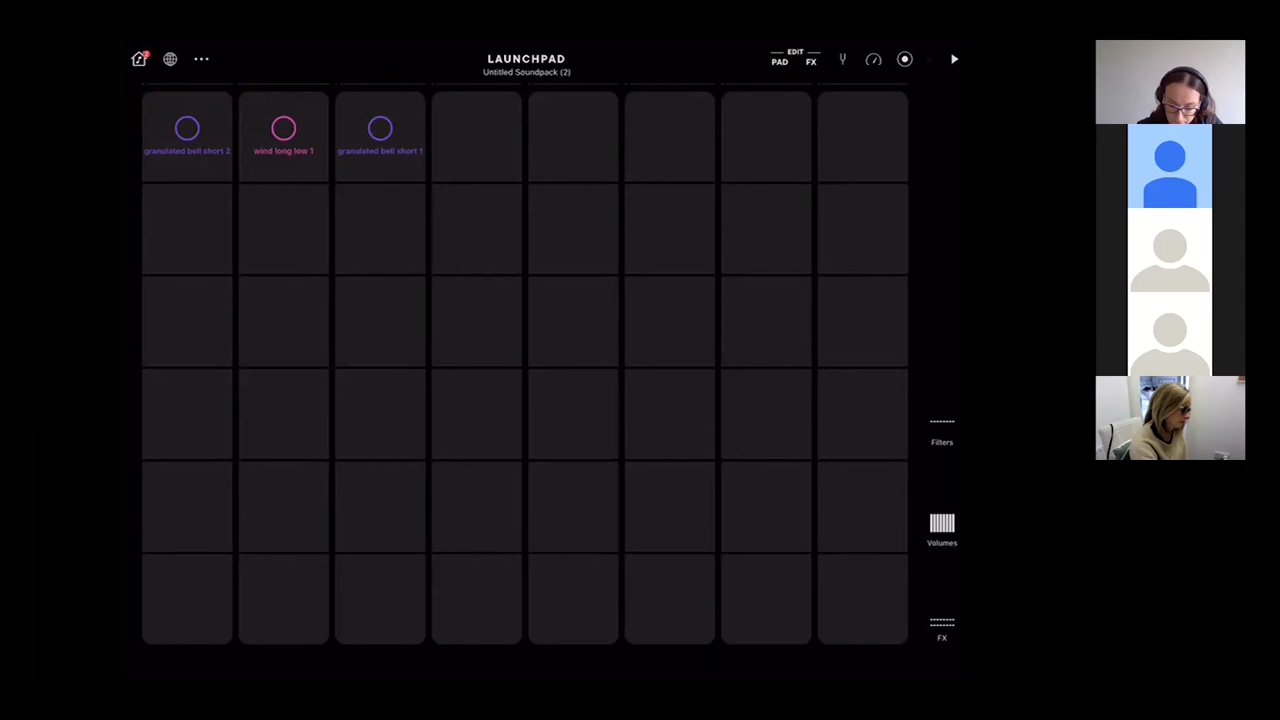 2
LAUNCHPAD
Untitled Soundpack (2)
EDIT
PAD FX
granulated bell short 2
wind long low 1
granulated bell short 1
Filters
Volumes
FX